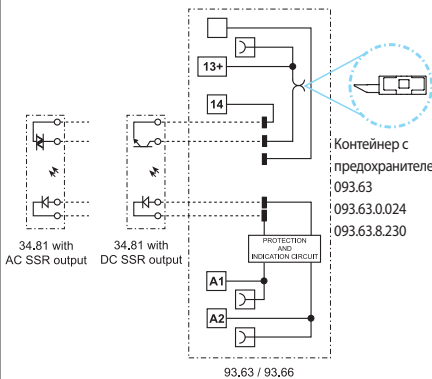 13+
14
Контейнер с
предохранителе
093.63
093.63.0.024
093.63.8.230
34.81 with
AC SSR output
34.81 with
DC SSR output
PROTECTION
AND
INDICATION CIRCUIT
A1
A2
93.63 / 93.66